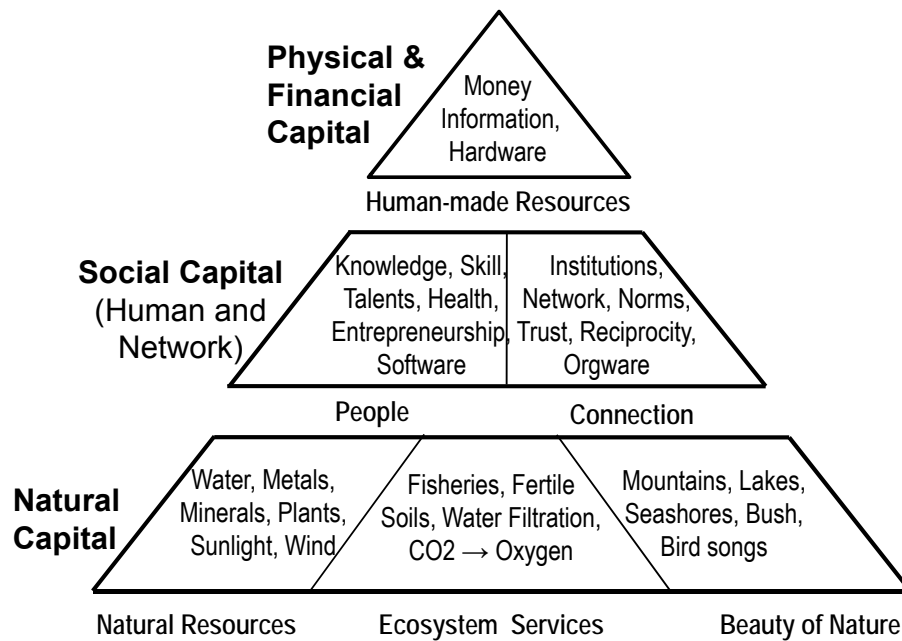 Physical &
Financial
Capital
Money
Information,
Hardware
Human-made Resources
Social Capital
(Human and
Network)
Knowledge, Skill,
Talents, Health,
Entrepreneurship,
Software
Institutions,
Network, Norms,
Trust, Reciprocity,
Orgware
People
Connection
Natural
Capital
Water, Metals,
Minerals, Plants,
Sunlight, Wind
Fisheries, Fertile
Soils, Water Filtration,
CO2 → Oxygen
Mountains, Lakes,
Seashores, Bush,
Bird songs
Natural Resources
Ecosystem Services
Beauty of Nature